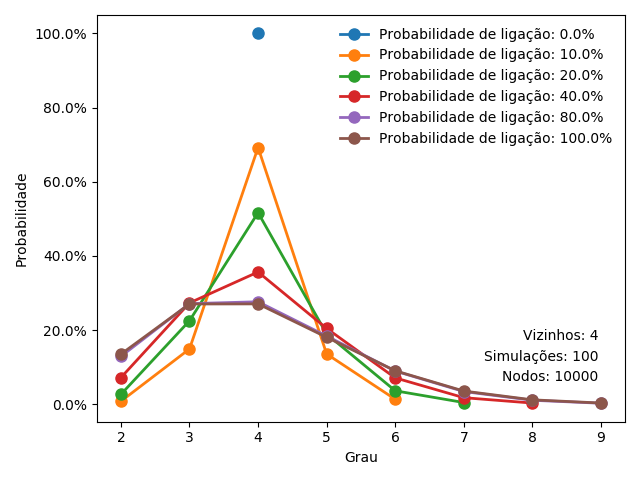 100.0%
80.0%
60.0%
40.0%
20.0%
0.0%
Probabilidade
Probabilidade de ligação: 0.0%
Probabilidade de ligação: 10.0%
Probabilidade de ligação: 20.0%
Probabilidade de ligação: 40.0%
Probabilidade de ligação: 80.0%
Probabilidade de ligação: 100.0%
Vizinhos: 4
Simulações: 100
Nodos: 10000
2 3 4 5 6 7 8 9
Grau